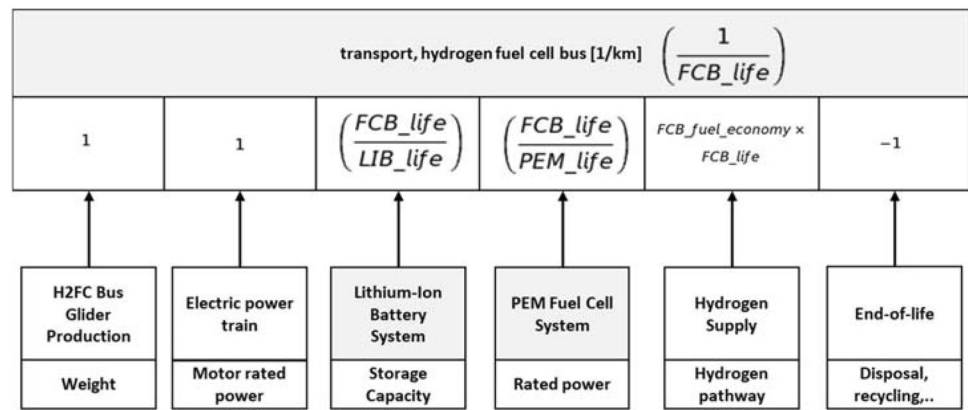 transport, hydrogen fuel cell bus [1/km] (1/FCB_life)
1
1
(FCB_life/LIB_life)
(FCB_life/PEM_life)
FCB_fuel_economy ×
FCB_life
−1
H2FC Bus
Glider
Production
Weight
Electric power
train
Motor rated
power
Lithium-Ion
Battery
System
Storage
Capacity
PEM Fuel Cell
System
Rated power
Hydrogen
Supply
Hydrogen
pathway
End-of-life
Disposal,
recycling,..